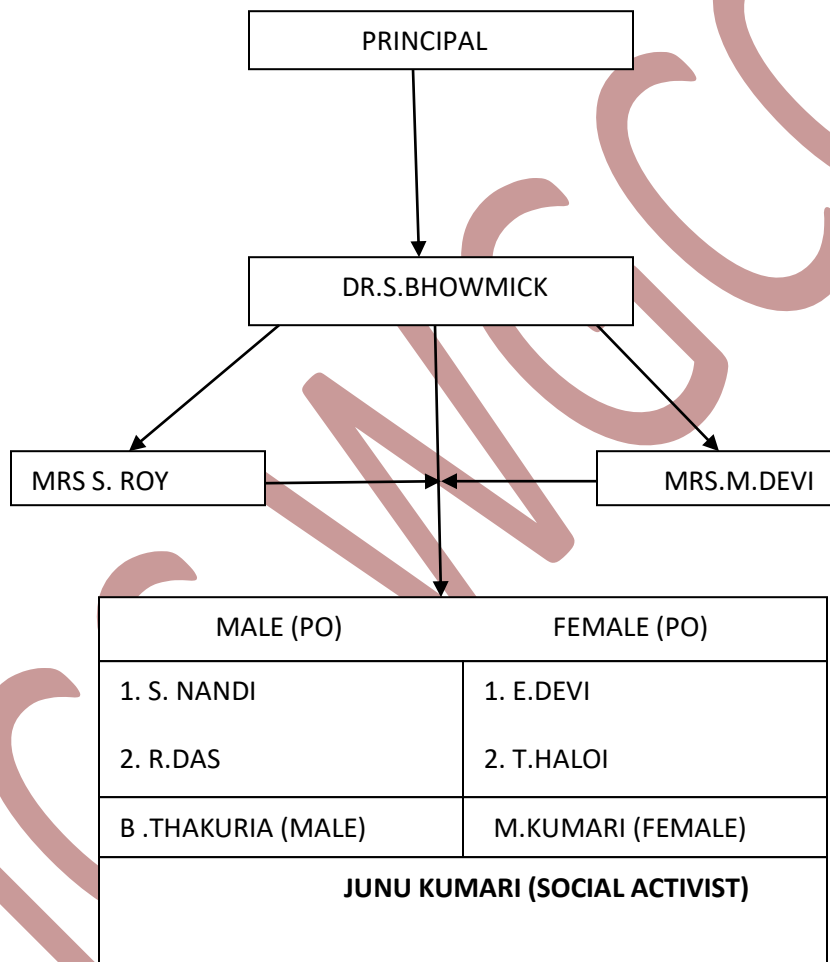 PRINCIPAL
DR.S.BHOWMICK
MRS S. ROY
MRS.M.DEVI
MALE (PO) FEMALE (PO)
1. S. NANDI 1. E.DEVI
2. R.DAS 2. T.HALOI
B .THAKURIA (MALE) M.KUMARI (FEMALE)
JUNU KUMARI (SOCIAL ACTIVIST)